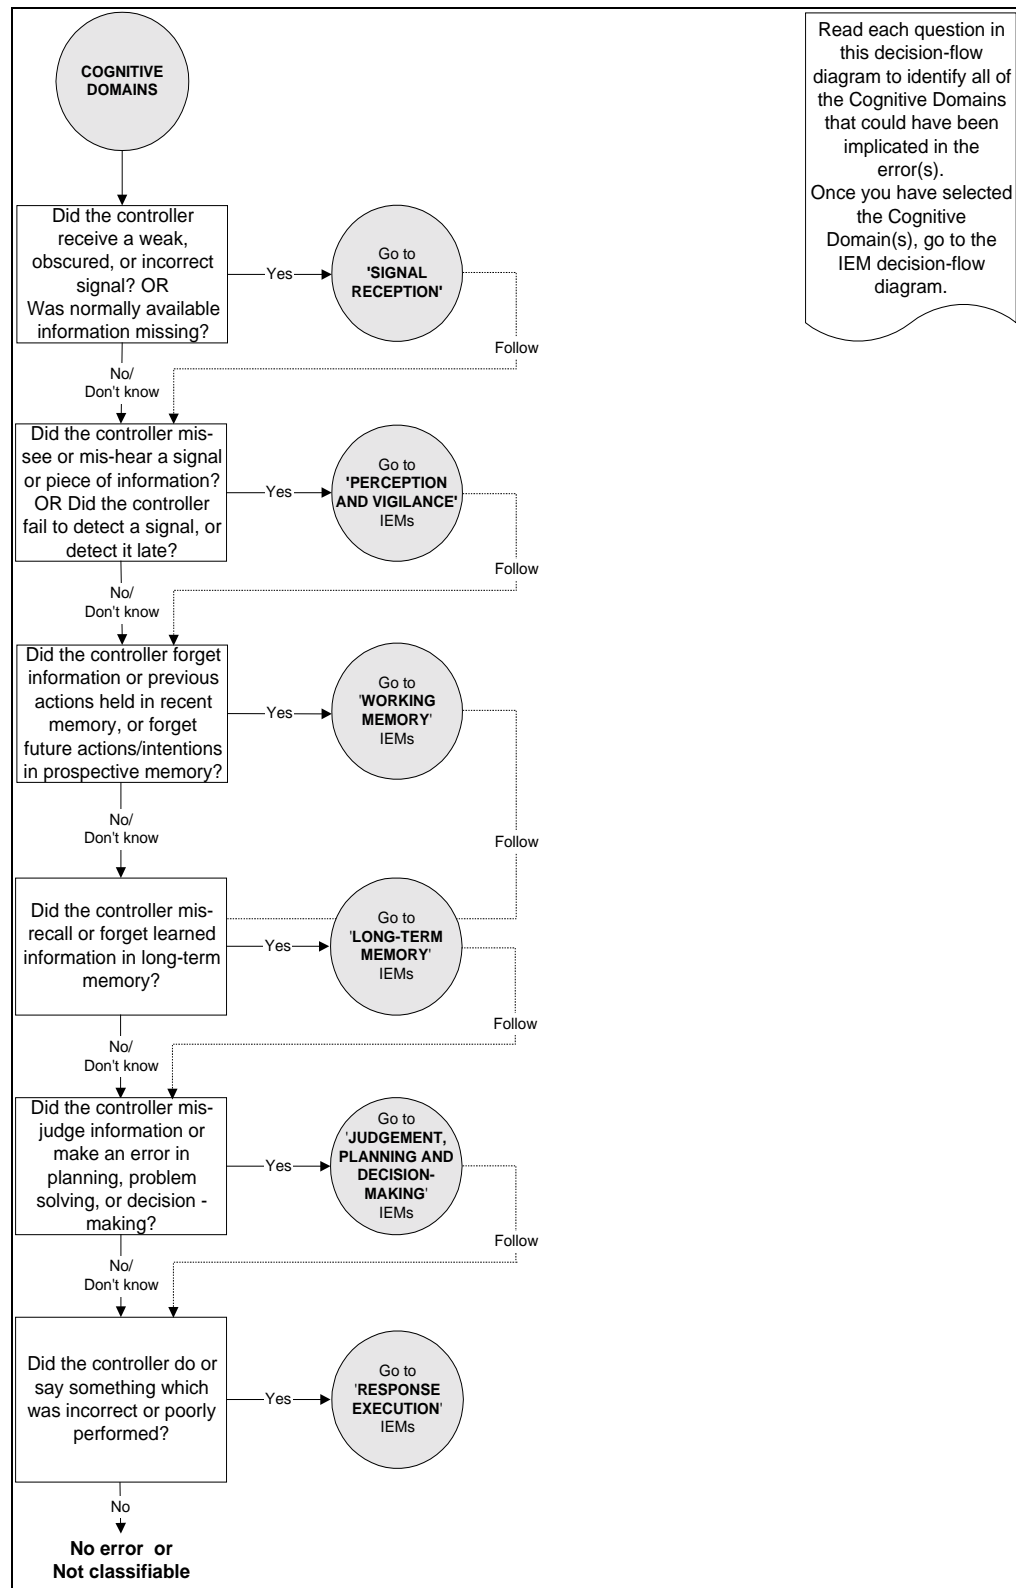 COGNITIVE
DOMAINS
Read each question in
this decision-flow
diagram to identify all of
the Cognitive Domains
that could have been
implicated in the
error(s).
Once you have selected
the Cognitive
Domain(s), go to the
IEM decision-flow
diagram.
Did the controller
receive a weak,
obscured, or incorrect
signal? OR
Was normally available
information missing?
Yes
Go to
'SIGNAL
RECEPTION'
Follow
No/
Don't know
Did the controller mis-
see or mis-hear a signal
or piece of information?
OR Did the controller
fail to detect a signal, or
detect it late?
Yes
Go to
'PERCEPTION
AND VIGILANCE'
IEMs
Follow
No/
Don't know
Did the controller forget
information or previous
actions held in recent
memory, or forget
future actions/intentions
in prospective memory?
Yes
Go to
'WORKING
MEMORY'
IEMs
Follow
No/
Don't know
Did the controller mis-
recall or forget learned
information in long-term
memory?
Yes
Go to
'LONG-TERM
MEMORY'
IEMs
Follow
No/
Don't know
Did the controller mis-
judge information or
make an error in
planning, problem
solving, or decision -
making?
Yes
Go to
'JUDGEMENT,
PLANNING AND
DECISION-
MAKING'
IEMs
Follow
No/
Don't know
Did the controller do or
say something which
was incorrect or poorly
performed?
Yes
Go to
'RESPONSE
EXECUTION'
IEMs
No
No error or
Not classifiable